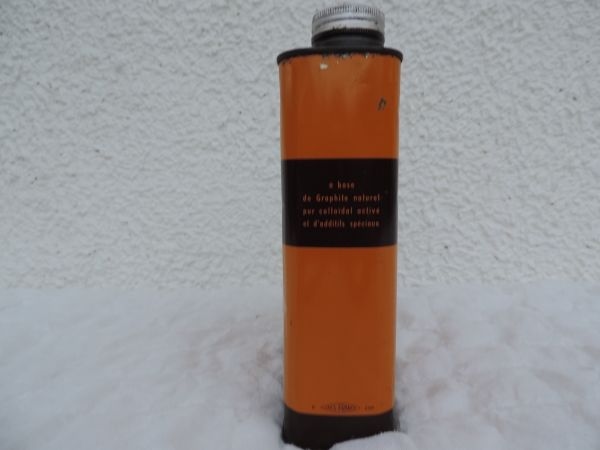 a base
de Graphite naturel
pur colloïdal activé
et d'additifs spéciaux